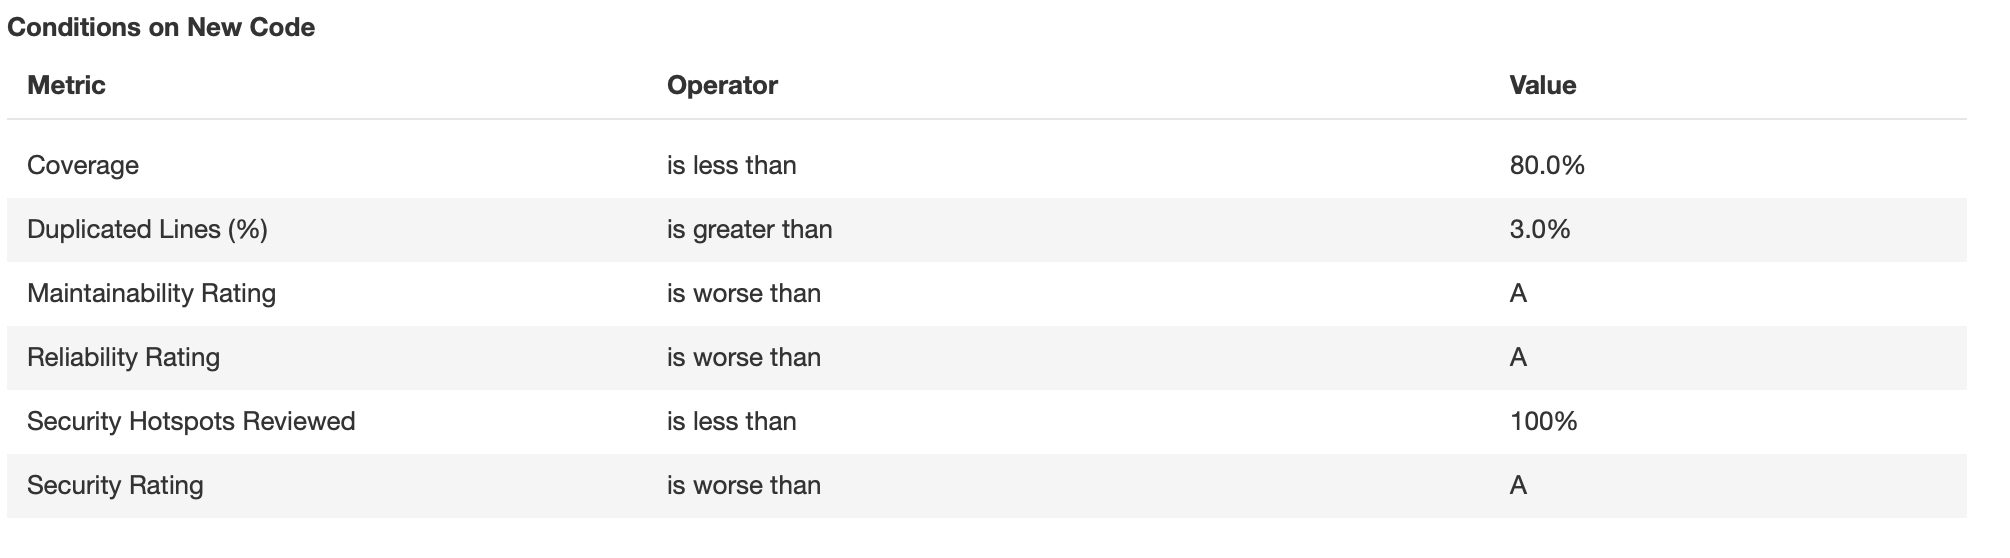 Conditions on New Code
Metric Operator Value
Coverage is less than 80.0%
Duplicated Lines (%) is greater than 3.0%
Maintainability Rating is worse than A
Reliability Rating is worse than A
Security Hotspots Reviewed is less than 100%
Security Rating is worse than A